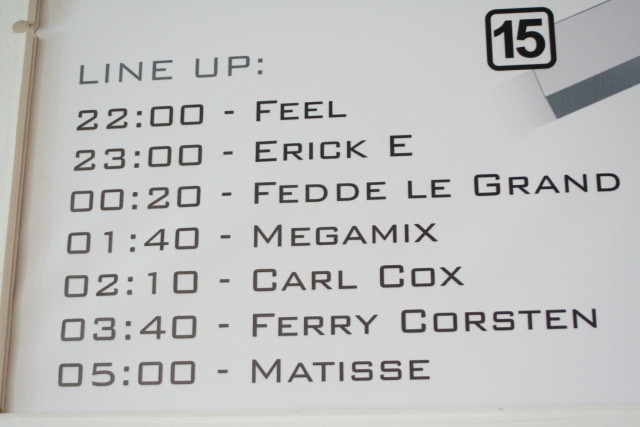 15
LINE UP:
22:00 - FEEL
23:00 - ERICK E
00:20 - FEDDE LE GRAND
01:40 - MEGAMIX
02:10 - CARL COX
03:40 - FERRY CORSTEN
05:00 - MATISSE